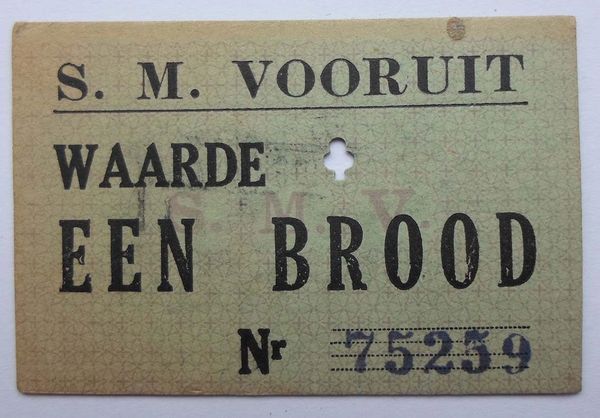 S. M. VOORUIT
WAARDE
S. M. V.
EEN BROOD
Nr 75259